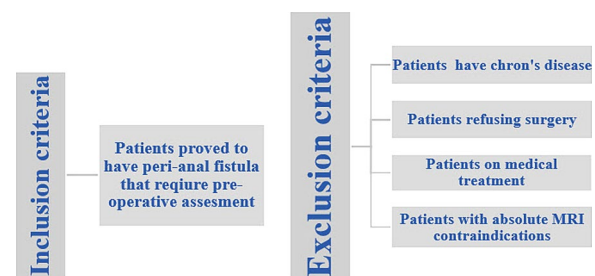 Inclusion criteria
Patients proved to
have peri-anal fistula
that reqiure pre-
operative assesment
Exclusion criteria
Patients have chron's disease
Patients refusing surgery
Patients on medical
treatment
Patients with absolute MRI
contraindications